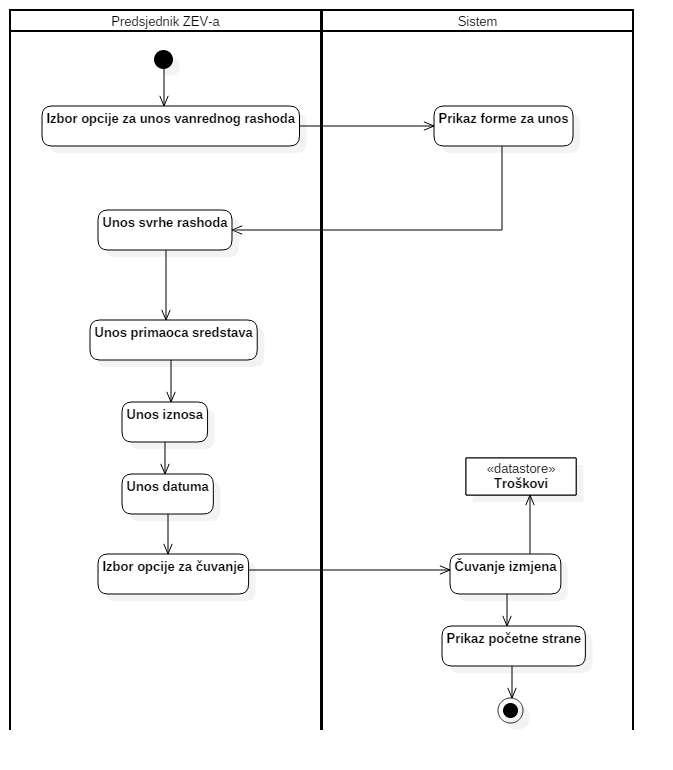 Predsjednik ZEV-a
Sistem
Izbor opcije za unos vanrednog rashoda
Prikaz forme za unos
Unos svrhe rashoda
Unos primaoca sredstava
Unos iznosa
Unos datuma
«datastore»
Troškovi
Izbor opcije za čuvanje
Čuvanje izmjena
Prikaz početne strane